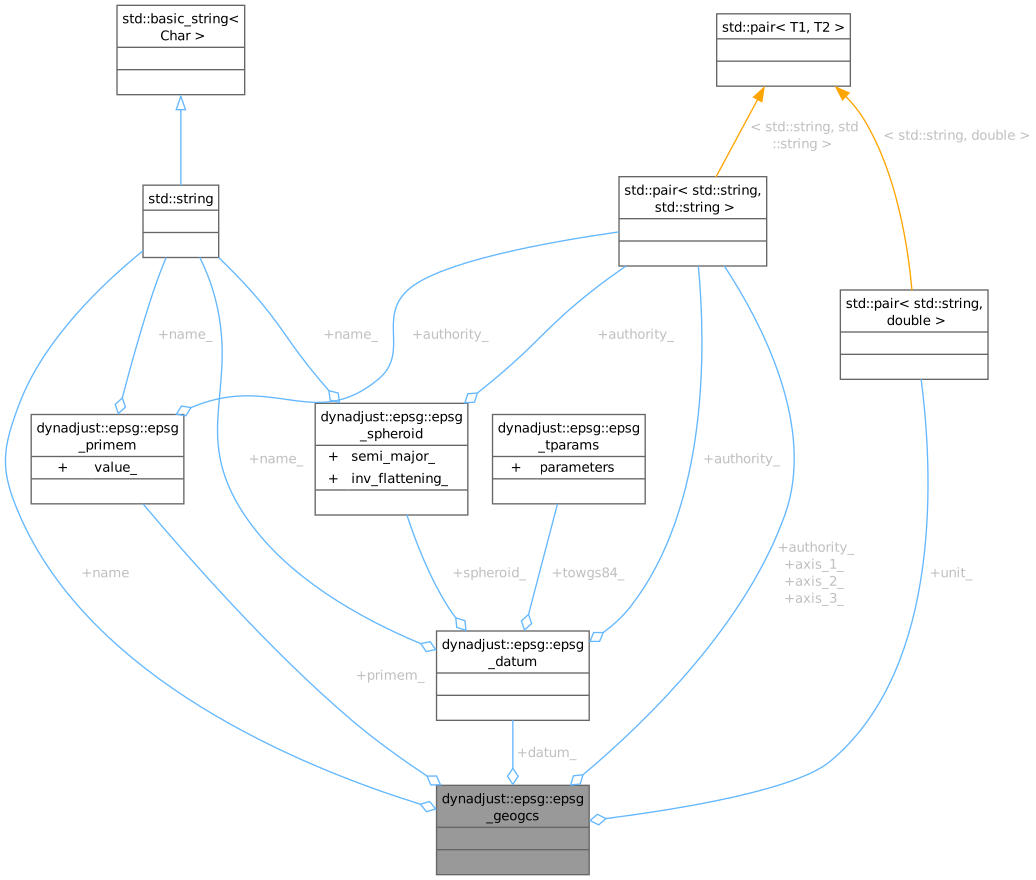 std::basic_string<
Char >
std::pair< T1, T2 >
< std::string, std
::string >
< std::string, double >
std::string
std::pair< std::string,
std::string >
std::pair< std::string,
double >
+name_
+name_
+authority_
+authority_
dynadjust::epsg::epsg
_primem
+ value_
dynadjust::epsg::epsg
_spheroid
+ semi_major_
+ inv_flattening_
dynadjust::epsg::epsg
_tparams
+ parameters
+name_
+authority_
+name
+spheroid_
+towgs84_
+authority_
+axis_1_
+axis_2_
+axis_3_
+unit_
dynadjust::epsg::epsg
_datum
+primem_
+datum_
dynadjust::epsg::epsg
_geogcs